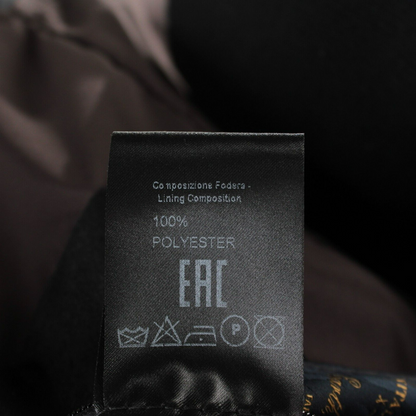 Composizione Fodera -
Lining Composition
100%
POLYESTER
EAC
P